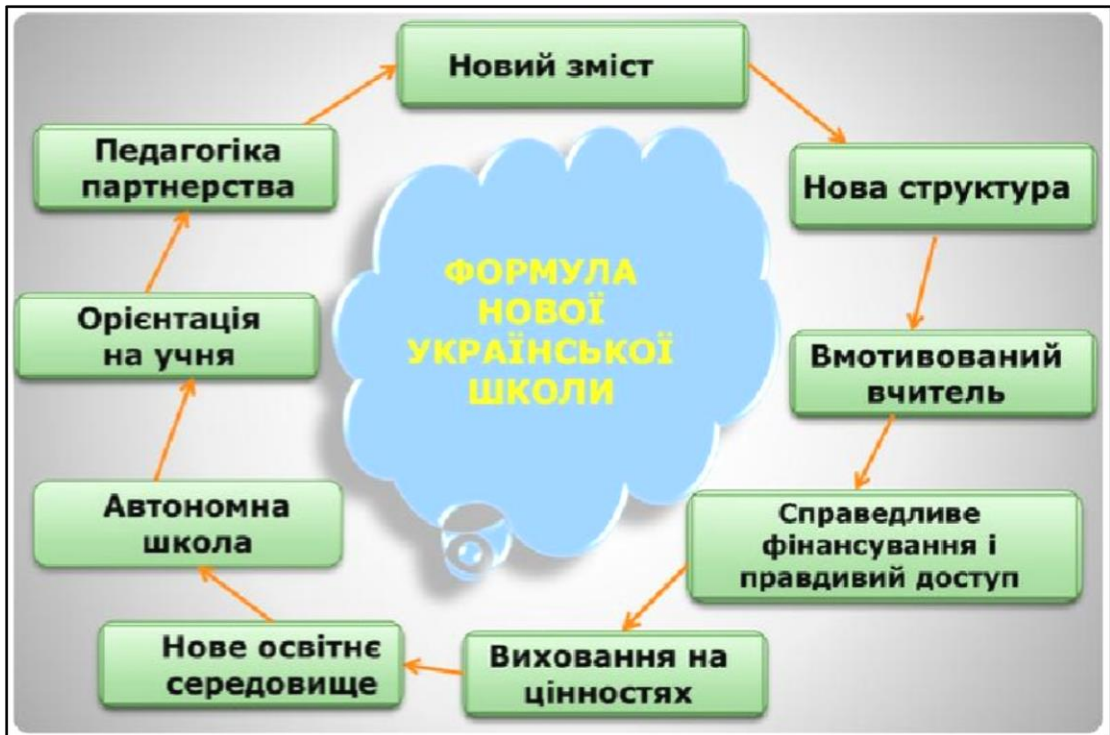 Новий зміст
Нова структура
Вмотивований
вчитель
Справедливе
фінансування і
правдивий доступ
Виховання на
цінностях
Нове освітнє
середовище
Автономна
школа
Орієнтація
на учня
Педагогіка
партнерства
ФОРМУЛА
НОВОЇ
УКРАЇНСЬКОЇ
ШКОЛИ